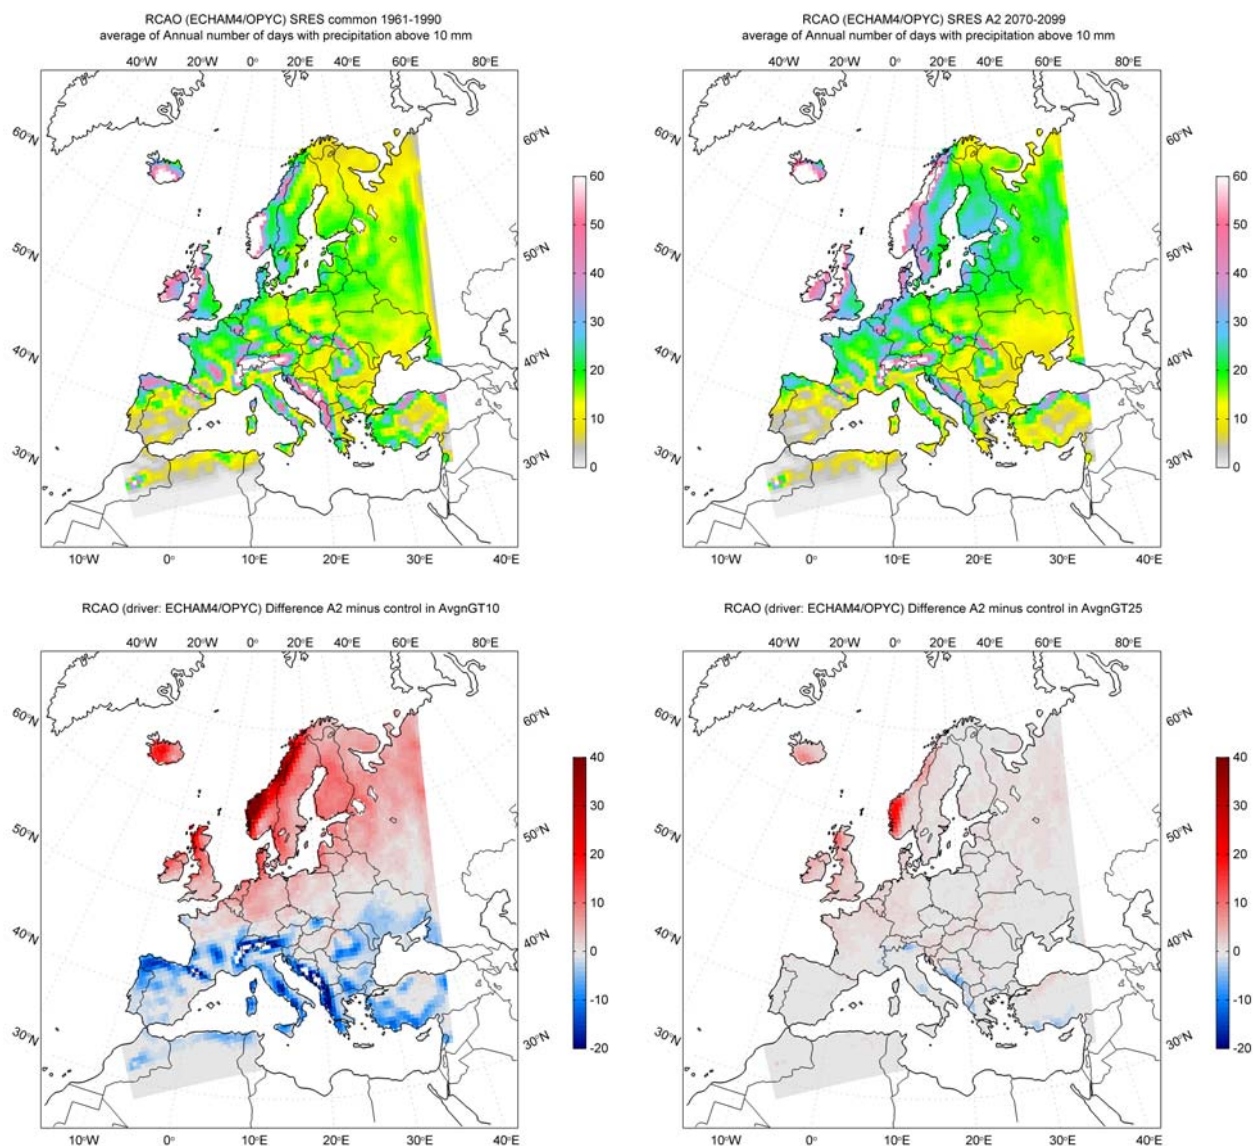 RCAO (ECHAM4/OPYC) SRES common 1961-1990
average of Annual number of days with precipitation above 10 mm
40°W 20°W 0° 20°E 40°E 60°E 80°E
60°N 60°N
50°N 50°N
40°N 40°N
30°N 30°N
10°W 0° 10°E 20°E 30°E 40°E
60
50
40
30
20
10
0
RCAO (ECHAM4/OPYC) SRES A2 2070-2099
average of Annual number of days with precipitation above 10 mm
40°W 20°W 0° 20°E 40°E 60°E 80°E
60°N 60°N
50°N 50°N
40°N 40°N
30°N 30°N
10°W 0° 10°E 20°E 30°E 40°E
60
50
40
30
20
10
0
RCAO (driver: ECHAM4/OPYC) Difference A2 minus control in AvgnGT10
40°W 20°W 0° 20°E 40°E 60°E 80°E
60°N 60°N
50°N 50°N
40°N 40°N
30°N 30°N
10°W 0° 10°E 20°E 30°E 40°E
40
30
20
10
0
-10
-20
RCAO (driver: ECHAM4/OPYC) Difference A2 minus control in AvgnGT25
40°W 20°W 0° 20°E 40°E 60°E 80°E
60°N 60°N
50°N 50°N
40°N 40°N
30°N 30°N
10°W 0° 10°E 20°E 30°E 40°E
40
30
20
10
0
-10
-20